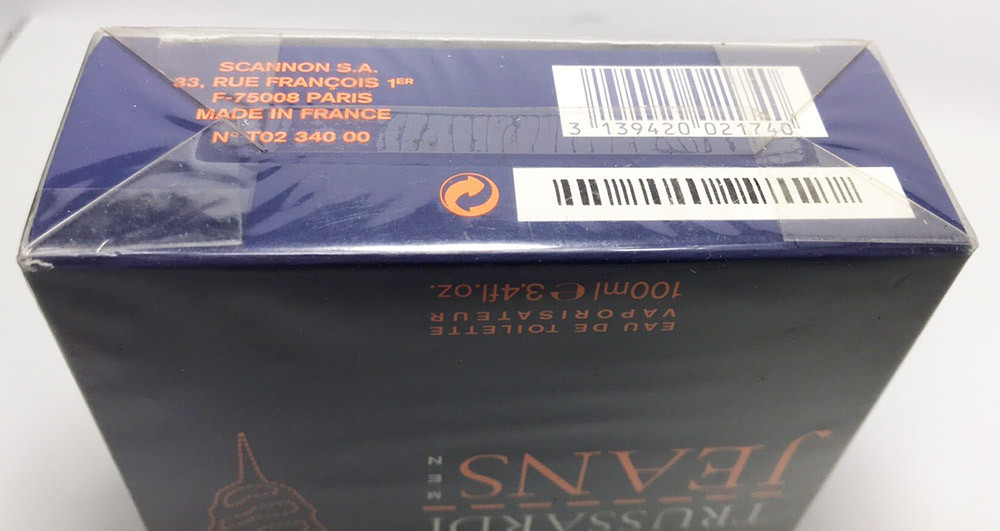 SCANNON S.A.
33, RUE FRANÇOIS 1ER
F-75008 PARIS
MADE IN FRANCE
N° T02 340 00
3 139420 021740
100ml e 3.4fl.oz.
EAU DE TOILETTE
VAPORISATEUR
JEANS
MEN
TRUSSARDI